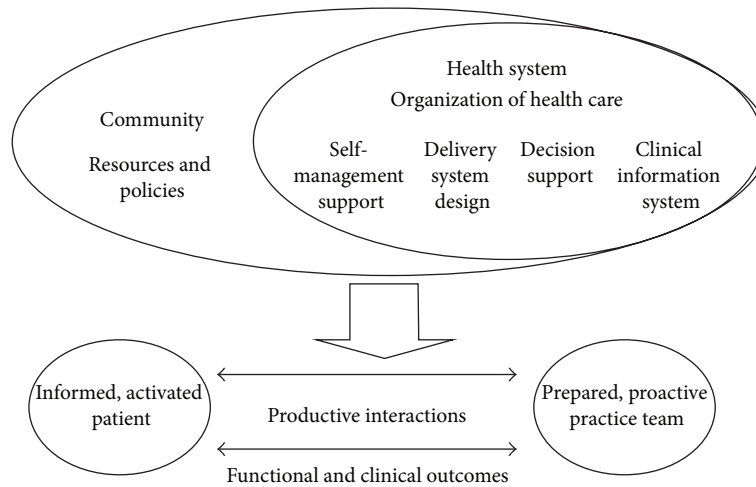 Health system
Organization of health care
Community
Resources and
policies
Self-
management
support
Delivery
system
design
Decision
support
Clinical
information
system
Informed, activated
patient
Productive interactions
Prepared, proactive
practice team
Functional and clinical outcomes